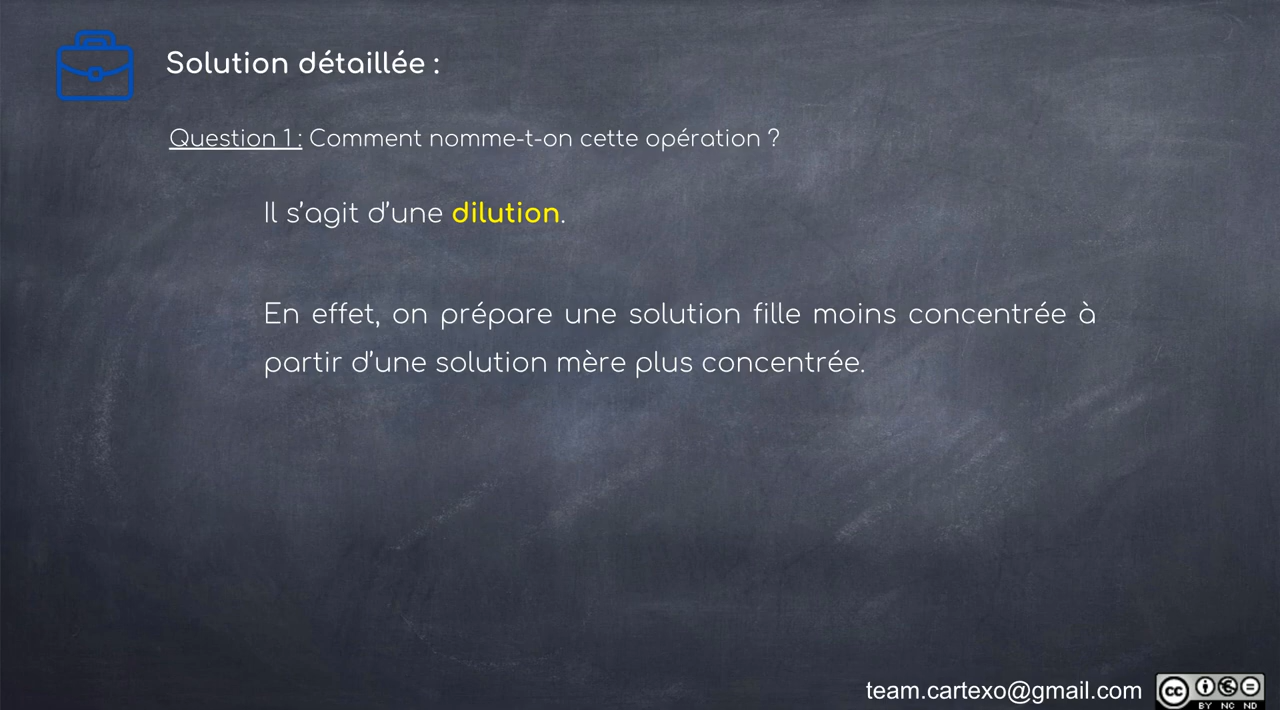 Solution détaillée :
Question 1 : Comment nomme-t-on cette opération ?
Il s’agit d’une dilution.
En effet, on prépare une solution fille moins concentrée à
partir d’une solution mère plus concentrée.
team.cartexo@gmail.com
cc
BY NC ND